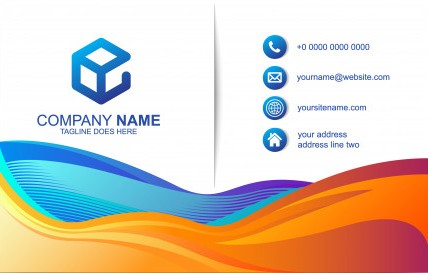 COMPANY NAME
TAGLINE DOES HERE
+0 0000 0000 0000
yourname@website.com
yoursitename.com
your address
address line two